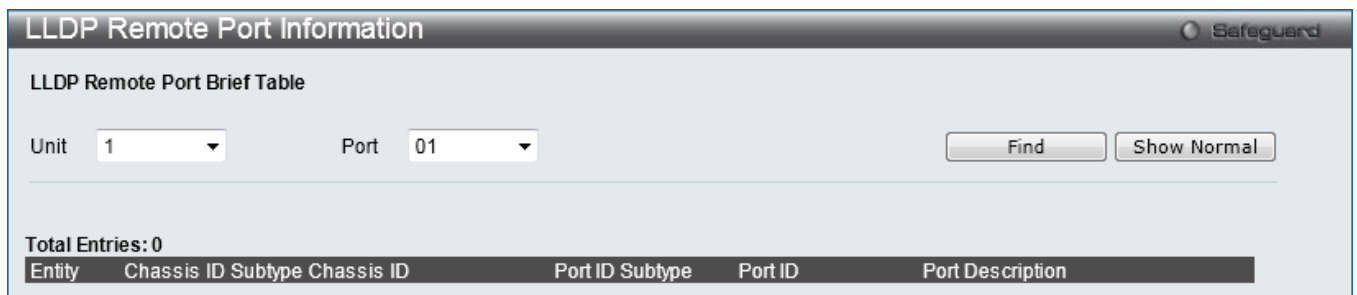 LLDP Remote Port Information
Safeguard
LLDP Remote Port Brief Table
Unit 1 Port 01 Find Show Normal
Total Entries: 0
Entity Chassis ID Subtype Chassis ID Port ID Subtype Port ID Port Description